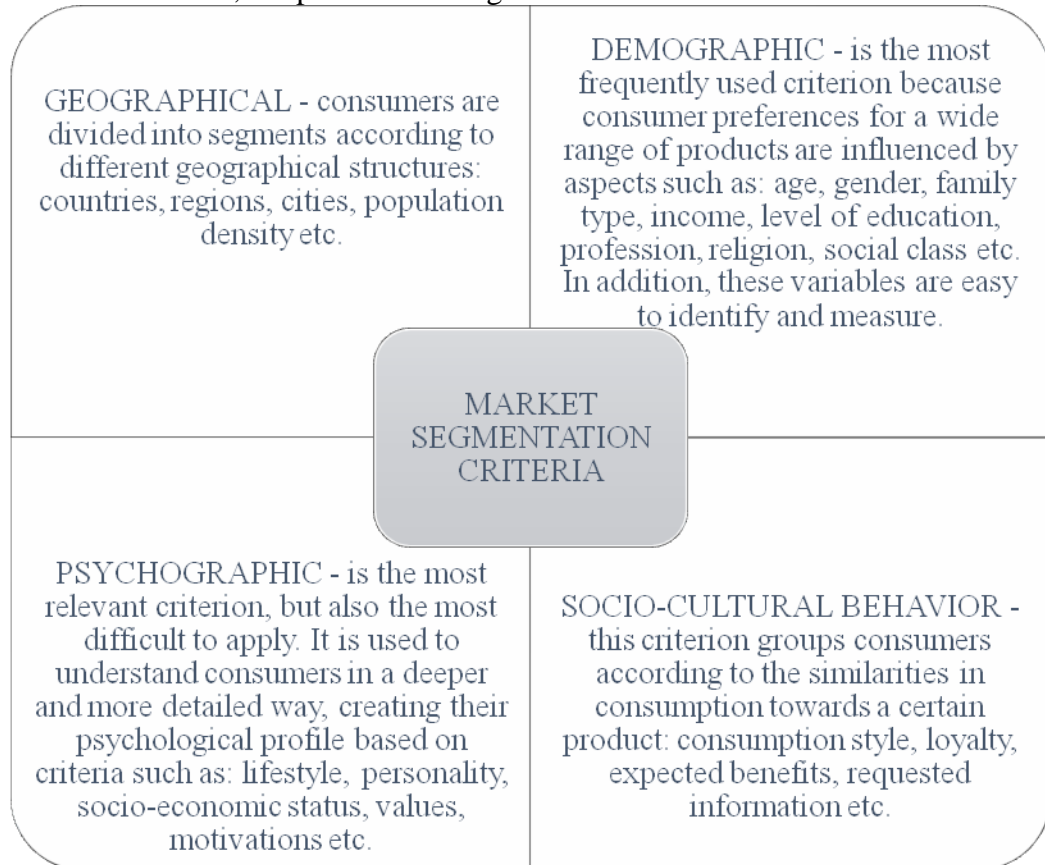 GEOGRAPHICAL - consumers are
divided into segments according to
different geographical structures:
countries, regions, cities, population
density etc.
DEMOGRAPHIC - is the most
frequently used criterion because
consumer preferences for a wide
range of products are influenced by
aspects such as: age, gender, family
type, income, level of education,
profession, religion, social class etc.
In addition, these variables are easy
to identify and measure.
MARKET
SEGMENTATION
CRITERIA
PSYCHOGRAPHIC - is the most
relevant criterion, but also the most
difficult to apply. It is used to
understand consumers in a deeper
and more detailed way, creating their
psychological profile based on
criteria such as: lifestyle, personality,
socio-economic status, values,
motivations etc.
SOCIO-CULTURAL BEHAVIOR -
this criterion groups consumers
according to the similarities in
consumption towards a certain
product: consumption style, loyalty,
expected benefits, requested
information etc.